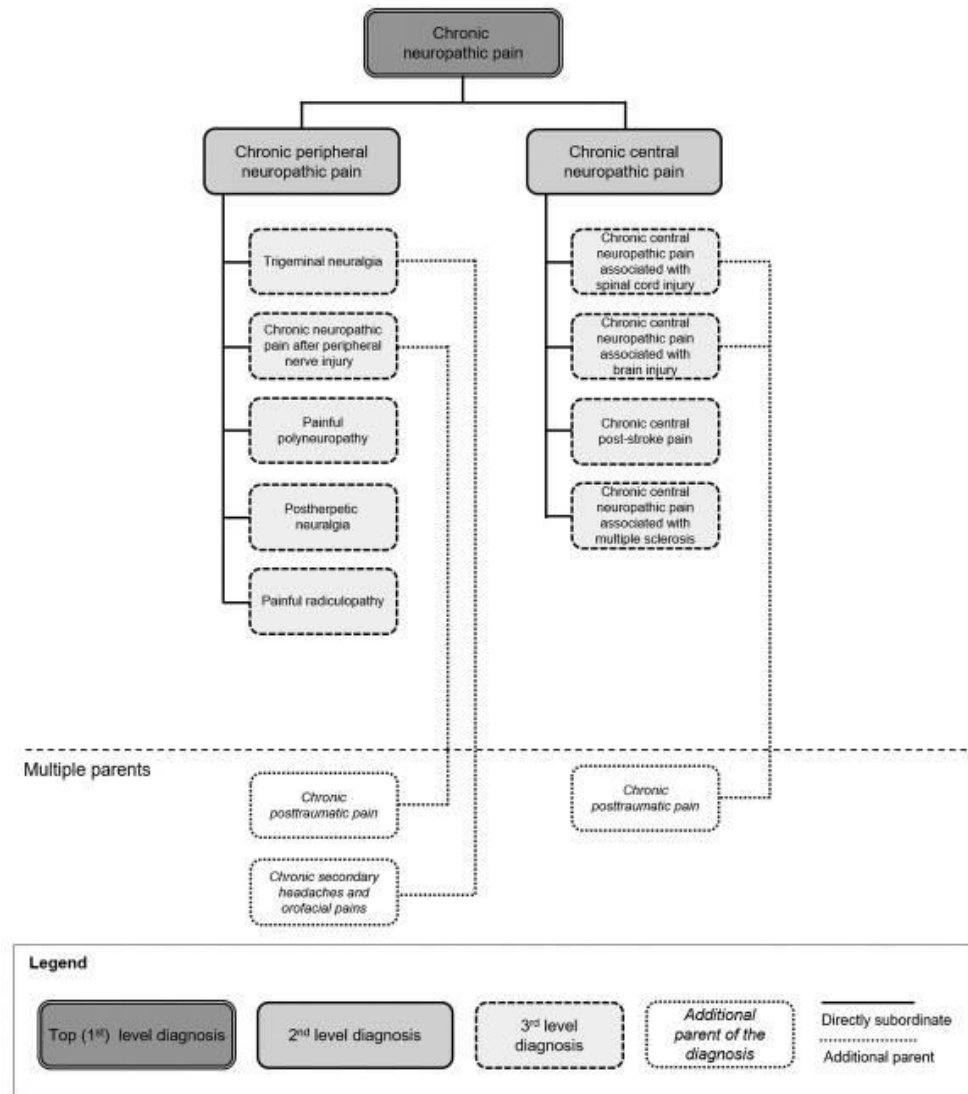 Chronic
neuropathic pain
Chronic peripheral
neuropathic pain
Chronic central
neuropathic pain
Trigeminal neuralgia
Chronic neuropathic
pain after peripheral
nerve injury
Painful
polyneuropathy
Postherpetic
neuralgia
Painful radiculopathy
Chronic central
neuropathic pain
associated with
spinal cord injury
Chronic central
neuropathic pain
associated with
brain injury
Chronic central
post-stroke pain
Chronic central
neuropathic pain
associated with
multiple sclerosis
Multiple parents
Chronic
posttraumatic pain
Chronic secondary
headaches and
orofacial pains
Chronic
posttraumatic pain
Legend
Top (1st) level diagnosis
2nd level diagnosis
3rd level
diagnosis
Additional
parent of the
diagnosis
Directly subordinate
Additional parent